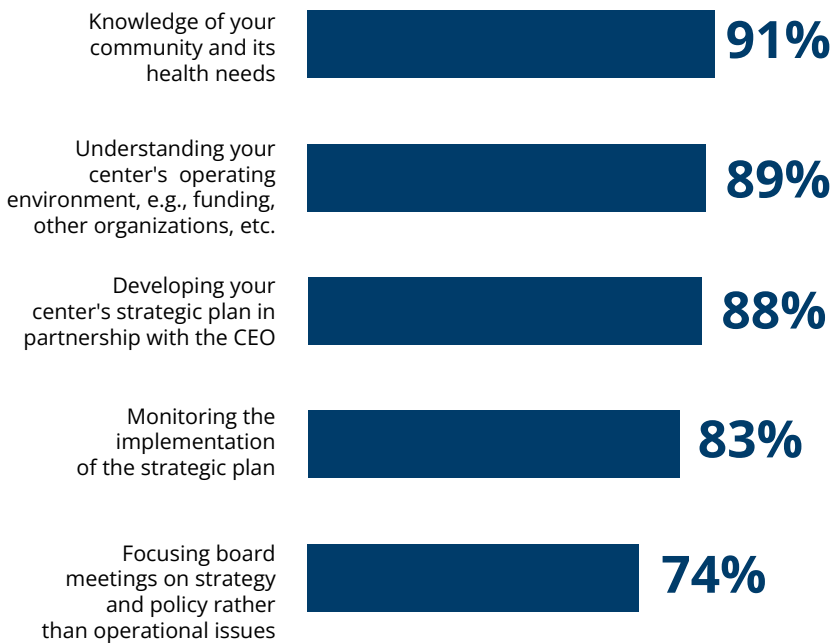 Knowledge of your
community and its
health needs
91%
Understanding your
center's  operating
environment, e.g., funding,
other organizations, etc.
89%
Developing your
center's strategic plan in
partnership with the CEO
88%
Monitoring the
implementation
of the strategic plan
83%
Focusing board
meetings on strategy
and policy rather
than operational issues
74%